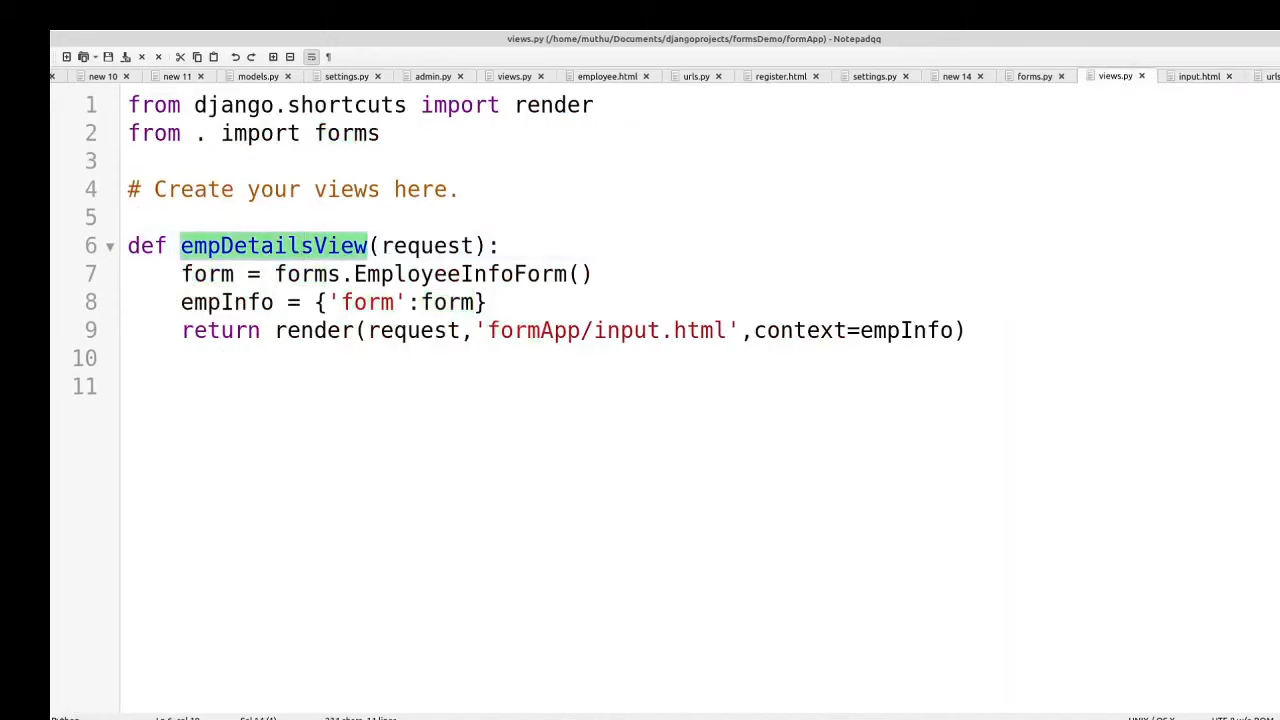 views.py (/home/muthu/Documents/djangoprojects/formsDemo/formApp) - Notepadqq
new 10 new 11 models.py settings.py admin.py views.py employee.html urls.py register.html settings.py new 14 forms.py views.py input.html
1 from django.shortcuts import render
2 from . import forms
3
4 # Create your views here.
5
6 def empDetailsView(request):
7 form = forms.EmployeeInfoForm()
8 empInfo = {'form':form}
9 return render(request,'formApp/input.html',context=empInfo)
10
11